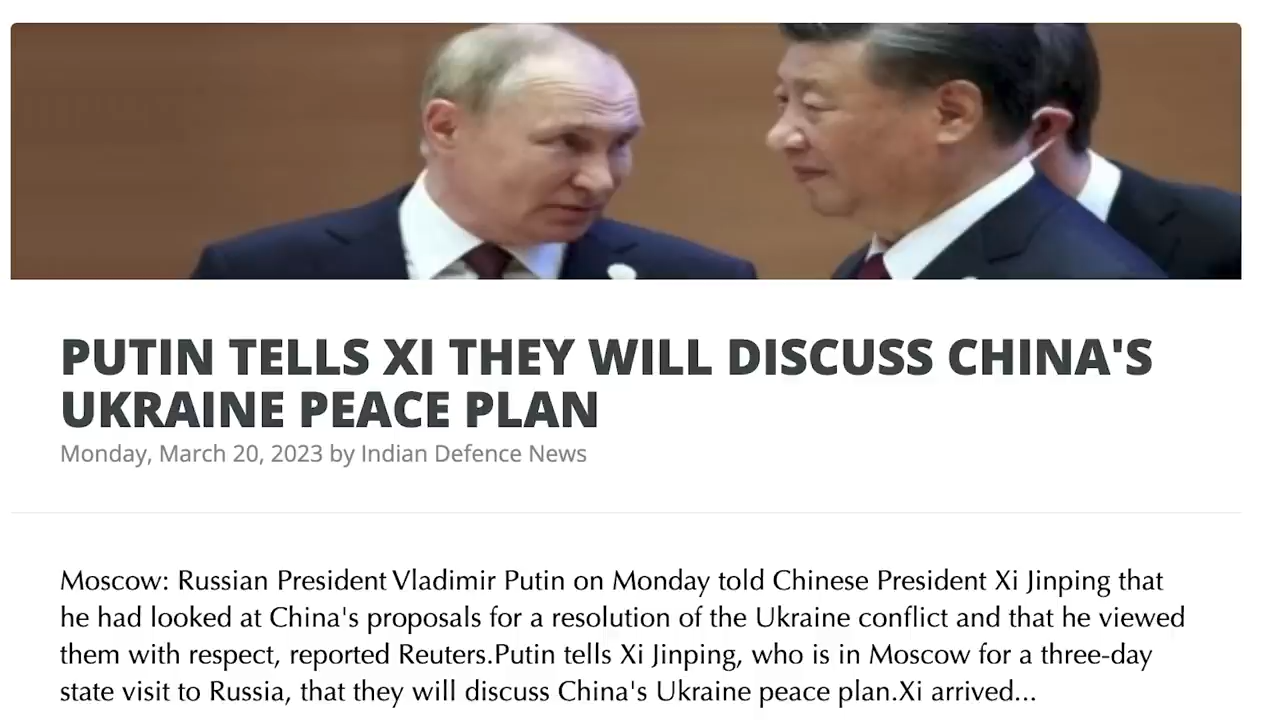 PUTIN TELLS XI THEY WILL DISCUSS CHINA'S
UKRAINE PEACE PLAN
Monday, March 20, 2023 by Indian Defence News
Moscow: Russian President Vladimir Putin on Monday told Chinese President Xi Jinping that
he had looked at China's proposals for a resolution of the Ukraine conflict and that he viewed
them with respect, reported Reuters.Putin tells Xi Jinping, who is in Moscow for a three-day
state visit to Russia, that they will discuss China's Ukraine peace plan.Xi arrived...